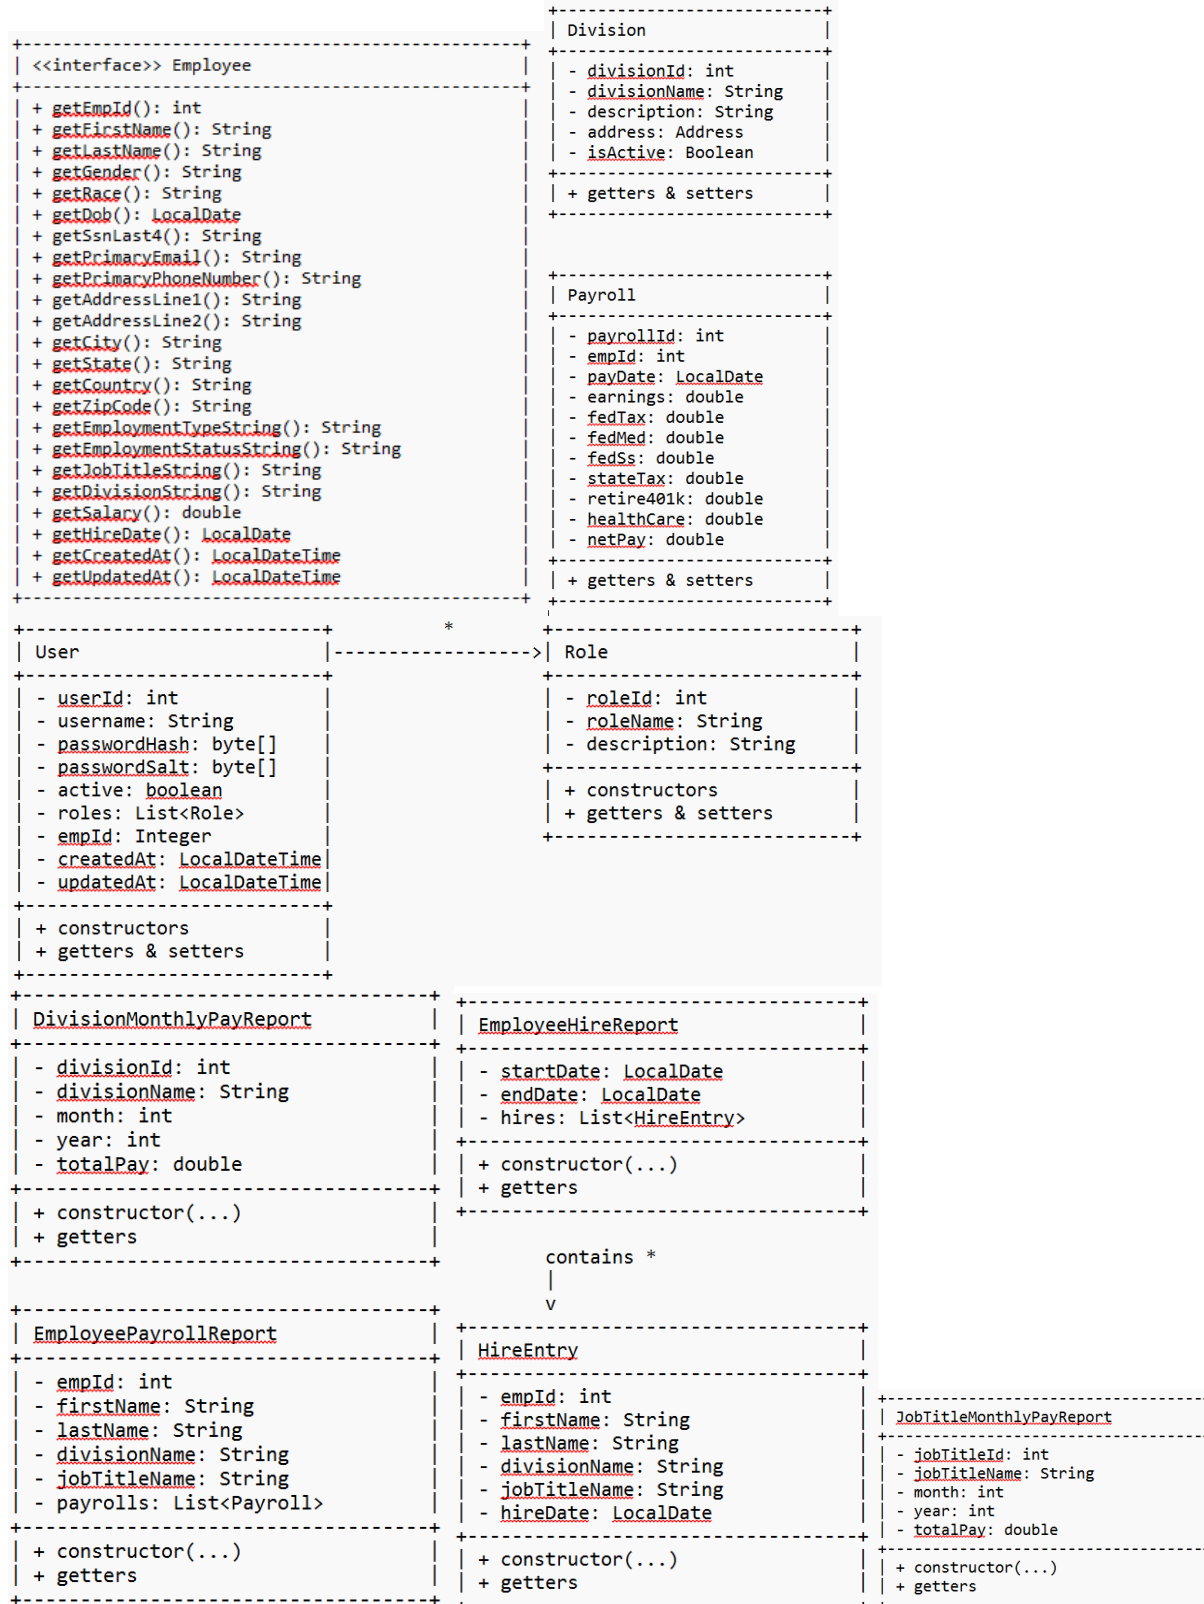 <<interface>> Employee
+ getEmpId(): int
+ getFirstName(): String
+ getLastName(): String
+ getGender(): String
+ getRace(): String
+ getDob(): LocalDate
+ getSsnLast4(): String
+ getPrimaryEmail(): String
+ getPrimaryPhoneNumber(): String
+ getAddressLine1(): String
+ getAddressLine2(): String
+ getCity(): String
+ getState(): String
+ getCountry(): String
+ getZipCode(): String
+ getEmploymentTypeString(): String
+ getEmploymentStatusString(): String
+ getJobTitleString(): String
+ getDivisionString(): String
+ getSalary(): double
+ getHireDate(): LocalDate
+ getCreatedAt(): LocalDateTime
+ getUpdatedAt(): LocalDateTime
Division
- divisionId: int
- divisionName: String
- description: String
- address: Address
- isActive: Boolean
+ getters & setters
Payroll
- payrollId: int
- empId: int
- payDate: LocalDate
- earnings: double
- fedTax: double
- fedMed: double
- fedSs: double
- stateTax: double
- retire401k: double
- healthCare: double
- netPay: double
+ getters & setters
User
- userId: int
- username: String
- passwordHash: byte[]
- passwordSalt: byte[]
- active: boolean
- roles: List<Role>
- empId: Integer
- createdAt: LocalDateTime
- updatedAt: LocalDateTime
+ constructors
+ getters & setters
*
Role
- roleId: int
- roleName: String
- description: String
+ constructors
+ getters & setters
DivisionMonthlyPayReport
- divisionId: int
- divisionName: String
- month: int
- year: int
- totalPay: double
+ constructor(...)
+ getters
EmployeeHireReport
- startDate: LocalDate
- endDate: LocalDate
- hires: List<HireEntry>
+ constructor(...)
+ getters
contains *
v
EmployeePayrollReport
- empId: int
- firstName: String
- lastName: String
- divisionName: String
- jobTitleName: String
- payrolls: List<Payroll>
+ constructor(...)
+ getters
HireEntry
- empId: int
- firstName: String
- lastName: String
- divisionName: String
- jobTitleName: String
- hireDate: LocalDate
+ constructor(...)
+ getters
JobTitleMonthlyPayReport
- jobTitleId: int
- jobTitleName: String
- month: int
- year: int
- totalPay: double
+ constructor(...)
+ getters